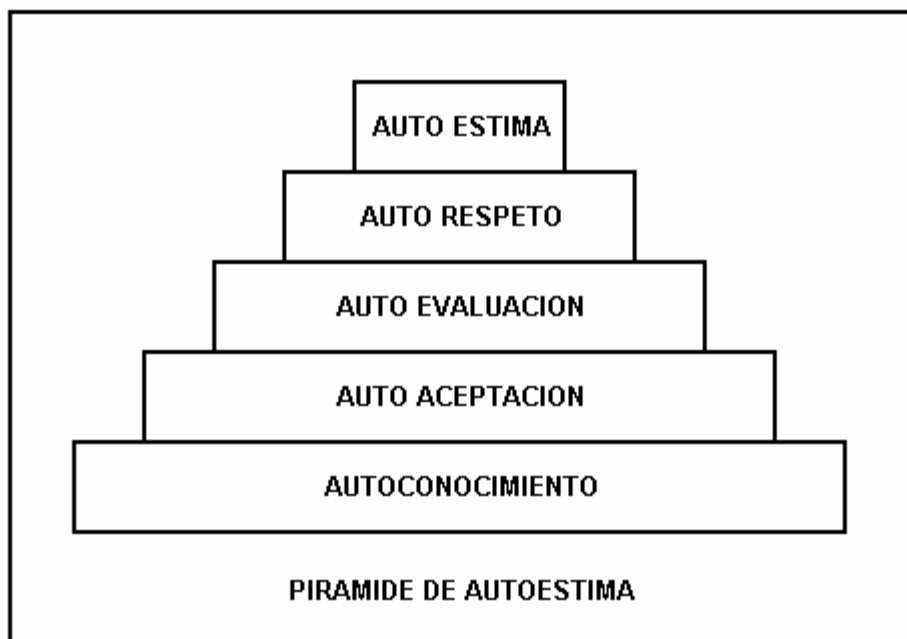 AUTO ESTIMA
AUTO RESPETO
AUTO EVALUACION
AUTO ACEPTACION
AUTOCONOCIMIENTO
PIRAMIDE DE AUTOESTIMA